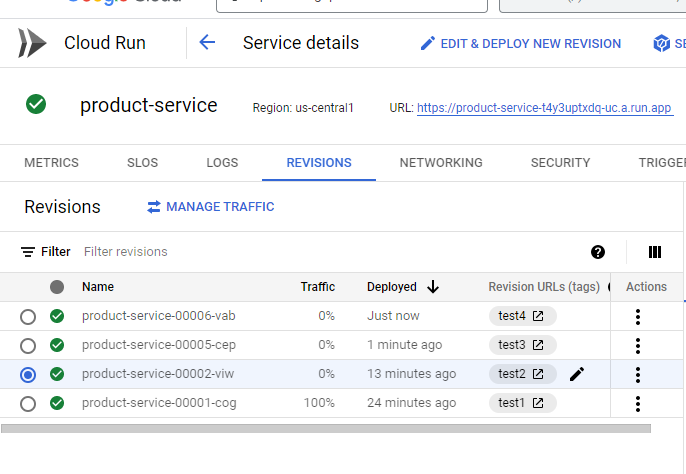 Google Cloud
Cloud Run
Service details
EDIT & DEPLOY NEW REVISION
SE
product-service
Region: us-central1
URL: https://product-service-t4y3uptxdq-uc.a.run.app
METRICS SLOS LOGS REVISIONS NETWORKING SECURITY TRIGGE
Revisions
MANAGE TRAFFIC
Filter Filter revisions
Name Traffic Deployed Revision URLs (tags) Actions
product-service-00006-vab 0% Just now test4
product-service-00005-cep 0% 1 minute ago test3
product-service-00002-viw 0% 13 minutes ago test2
product-service-00001-cog 100% 24 minutes ago test1